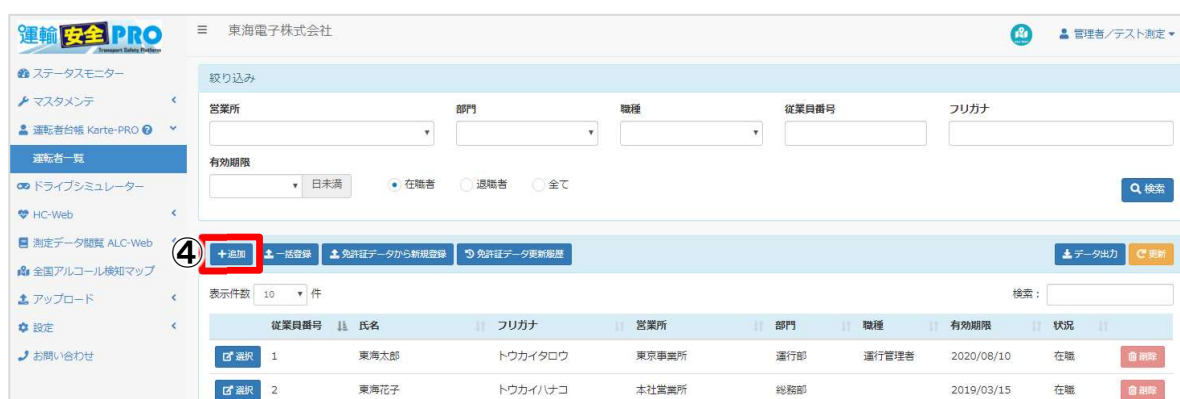 運輸安全PRO
Transport Safety Platform
≡ 東海電子株式会社
管理者/テスト測定
ステータスモニター
マスタメンテ
運転者台帳 Karte-PRO
運転者一覧
ドライブシミュレーター
HC-Web
測定データ閲覧 ALC-Web
全国アルコール検知マップ
アップロード
設定
お問い合わせ
絞り込み
営業所 部門 職種 従業員番号 フリガナ
有効期限
日未満 在職者 退職者 全て 検索
④ +追加 一括登録 免許証データから新規登録 免許証データ更新履歴 データ出力 更新
表示件数 10 件 検索:
従業員番号 氏名 フリガナ 営業所 部門 職種 有効期限 状況
選択 1 東海太郎 トウカイタロウ 東京事業所 運行部 運行管理者 2020/08/10 在職 削除
選択 2 東海花子 トウカイハナコ 本社営業所 総務部 2019/03/15 在職 削除